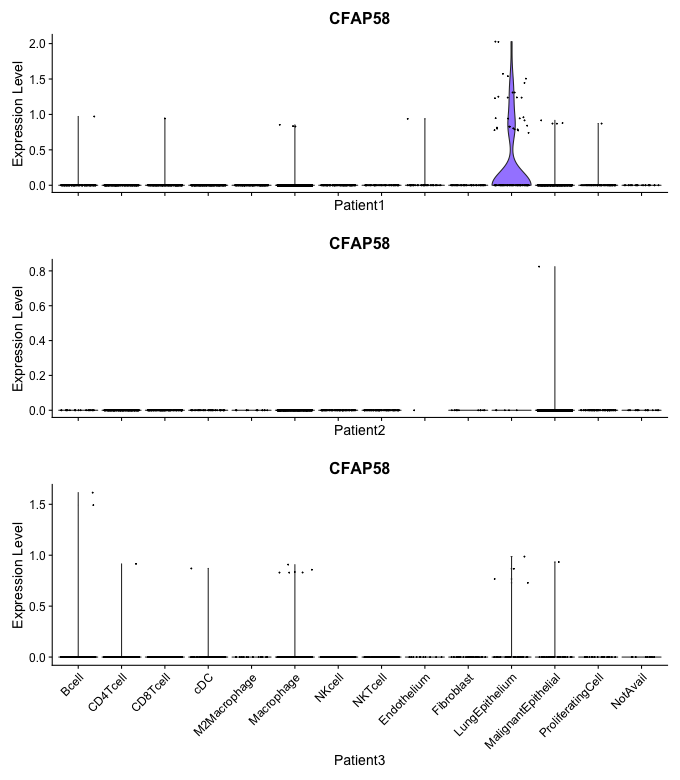 CFAP58
Expression Level
2.0
1.5
1.0
0.5
0.0
Patient1
CFAP58
Expression Level
0.8
0.6
0.4
0.2
0.0
Patient2
CFAP58
Expression Level
1.5
1.0
0.5
0.0
Bcell
CD4Tcell
CD8Tcell
cDC
M2Macrophage
Macrophage
NKcell
NKTcell
Endothelium
Fibroblast
LungEpithelium
MalignantEpithelial
ProliferatingCell
NotAvail
Patient3